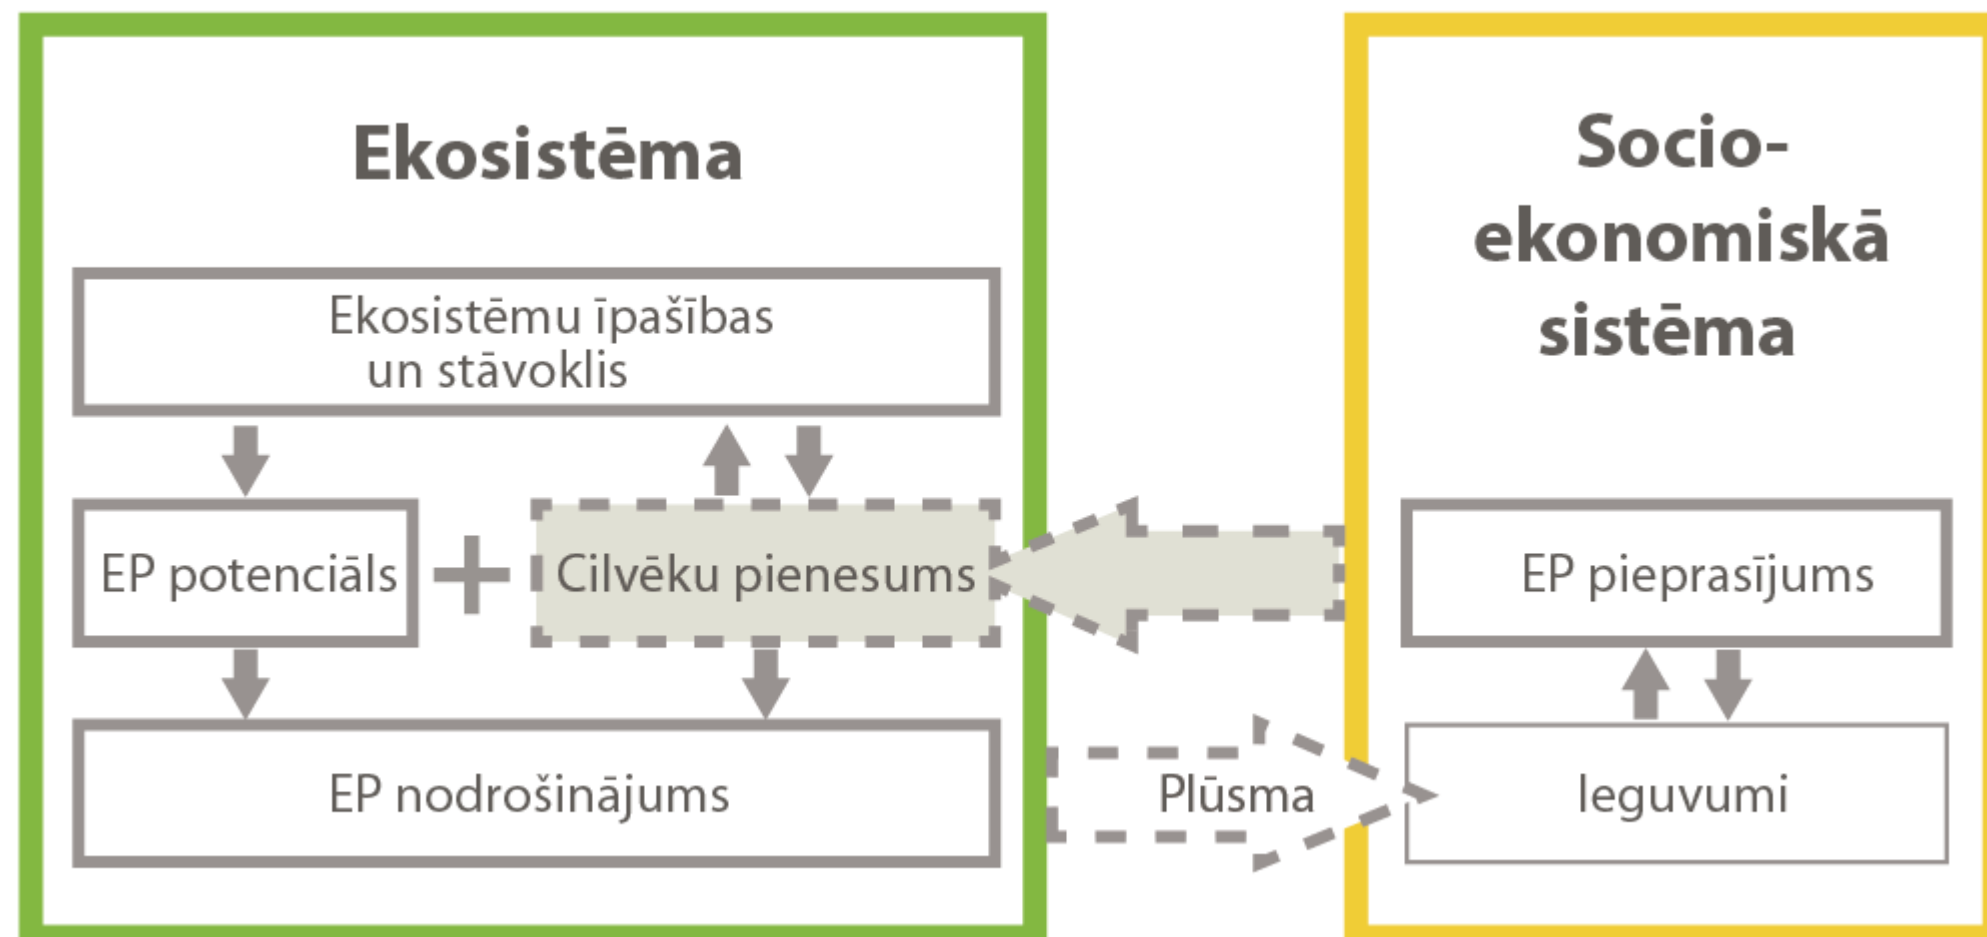 Ekosistēma
Ekosistēmu īpašības
un stāvoklis
EP potenciāls
+
Cilvēku pienesums
EP nodrošinājums
Plūsma
Socio-
ekonomiskā
sistēma
EP pieprasījums
Ieguvumi